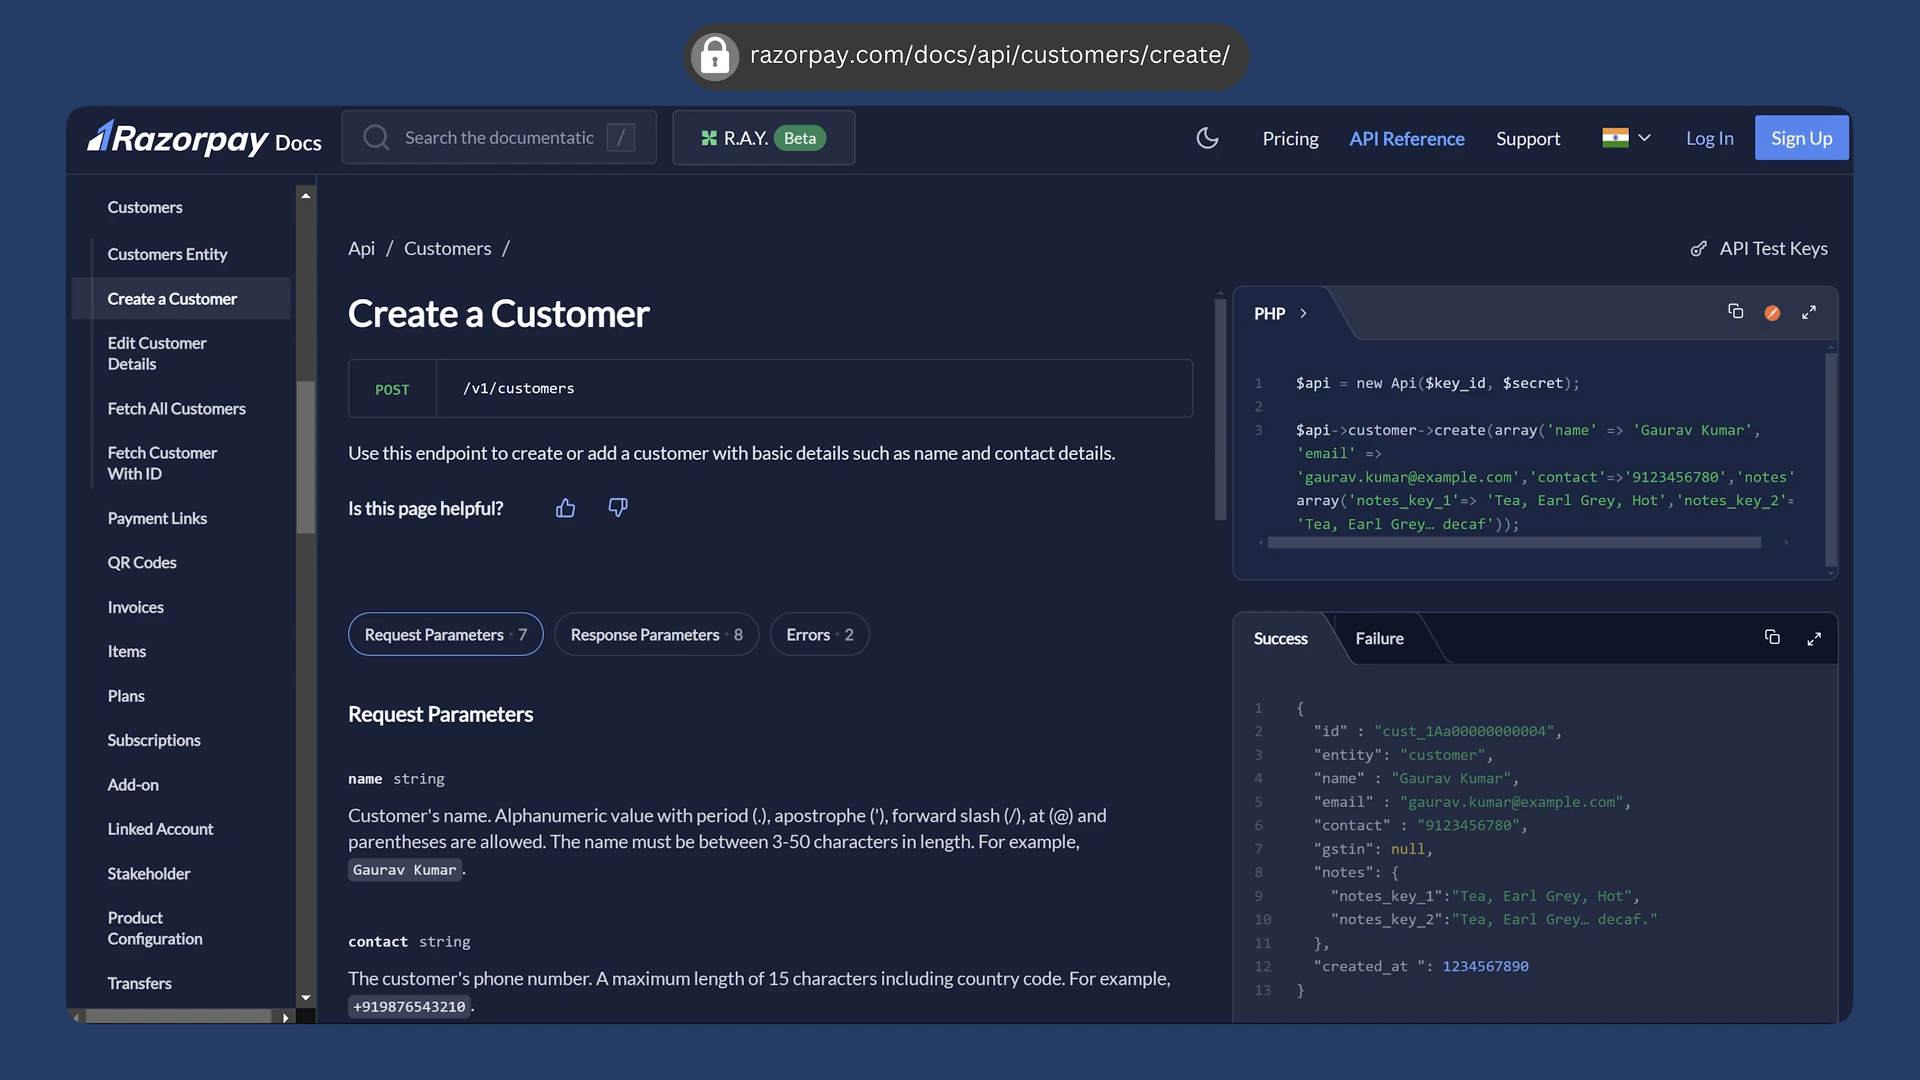 razorpay.com/docs/api/customers/create/
Razorpay Docs
Search the documentatic /
R.A.Y. Beta
Pricing
API Reference
Support
Log In
Sign Up
Customers
Customers Entity
Create a Customer
Edit Customer
Details
Fetch All Customers
Fetch Customer
With ID
Payment Links
QR Codes
Invoices
Items
Plans
Subscriptions
Add-on
Linked Account
Stakeholder
Product
Configuration
Transfers
Api / Customers /
API Test Keys
Create a Customer
POST /v1/customers
Use this endpoint to create or add a customer with basic details such as name and contact details.
Is this page helpful?
Request Parameters · 7
Response Parameters · 8
Errors · 2
Request Parameters
name string
Customer's name. Alphanumeric value with period (.), apostrophe ('), forward slash (/), at (@) and
parentheses are allowed. The name must be between 3-50 characters in length. For example,
Gaurav Kumar.
contact string
The customer's phone number. A maximum length of 15 characters including country code. For example,
+919876543210.
PHP
1 $api = new Api($key_id, $secret);
2
3 $api->customer->create(array('name' => 'Gaurav Kumar',
'email' =>
'gaurav.kumar@example.com','contact'=>'9123456780','notes'
array('notes_key_1'=> 'Tea, Earl Grey, Hot','notes_key_2'=
'Tea, Earl Grey… decaf'));
Success
Failure
1 {
2 "id" : "cust_1Aa00000000004",
3 "entity": "customer",
4 "name" : "Gaurav Kumar",
5 "email" : "gaurav.kumar@example.com",
6 "contact" : "9123456780",
7 "gstin": null,
8 "notes": {
9 "notes_key_1":"Tea, Earl Grey, Hot",
10 "notes_key_2":"Tea, Earl Grey… decaf."
11 },
12 "created_at ": 1234567890
13 }